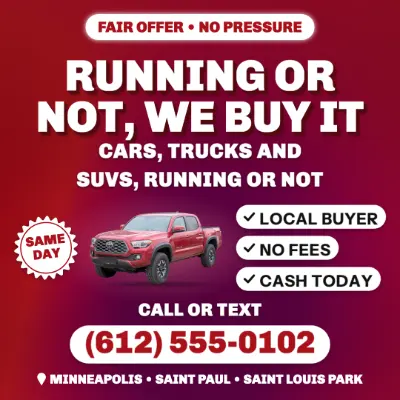 FAIR OFFER • NO PRESSURE
RUNNING OR
NOT, WE BUY IT
CARS, TRUCKS AND
SUVS, RUNNING OR NOT
SAME
DAY
LOCAL BUYER
NO FEES
CASH TODAY
CALL OR TEXT
(612) 555-0102
MINNEAPOLIS • SAINT PAUL • SAINT LOUIS PARK